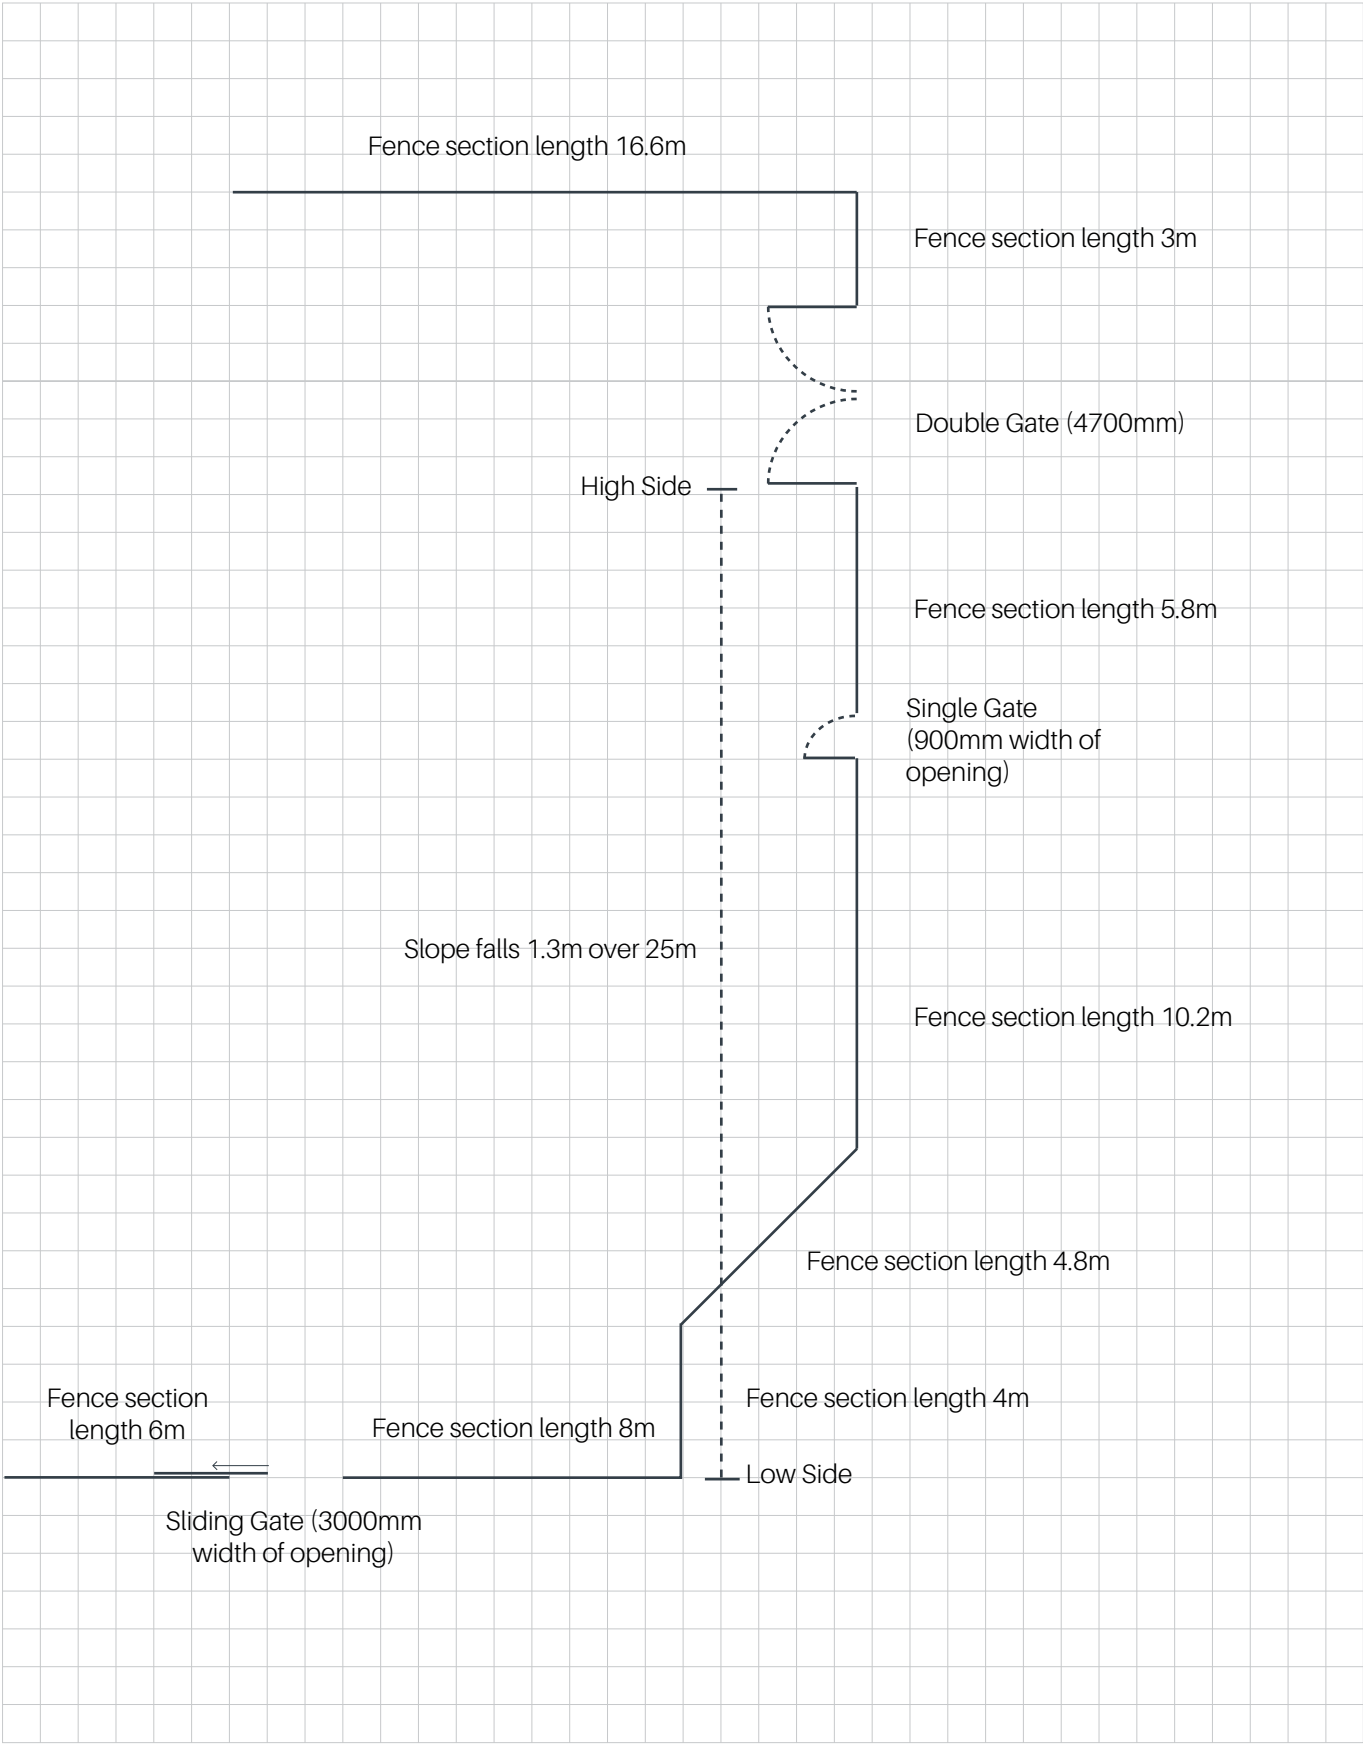 Fence section length 16.6m
Fence section length 3m
Double Gate (4700mm)
High Side
Fence section length 5.8m
Single Gate
(900mm width of
opening)
Slope falls 1.3m over 25m
Fence section length 10.2m
Fence section length 4.8m
Fence section
length 6m
Fence section length 8m
Fence section length 4m
Low Side
Sliding Gate (3000mm
width of opening)